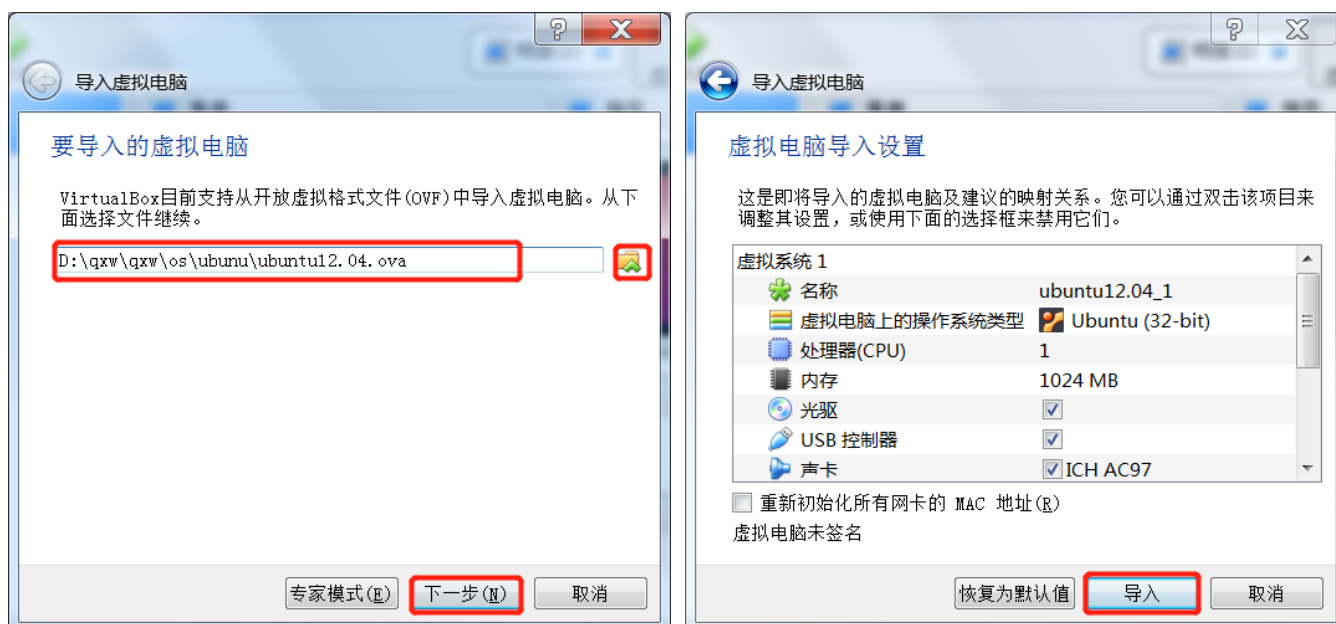 导入虚拟电脑
要导入的虚拟电脑
VirtualBox目前支持从开放虚拟格式文件(OVF)中导入虚拟电脑。从下
面选择文件继续。
D:\qxw\qxw\os\ubunu\ubuntu12.04.ova
专家模式(E)
下一步(N)
取消
导入虚拟电脑
虚拟电脑导入设置
这是即将导入的虚拟电脑及建议的映射关系。您可以通过双击该项目来
调整其设置，或使用下面的选择框来禁用它们。
虚拟系统 1
名称 ubuntu12.04_1
虚拟电脑上的操作系统类型 Ubuntu (32-bit)
处理器(CPU) 1
内存 1024 MB
光驱
USB 控制器
声卡 ICH AC97
重新初始化所有网卡的 MAC 地址(R)
虚拟电脑未签名
恢复为默认值
导入
取消